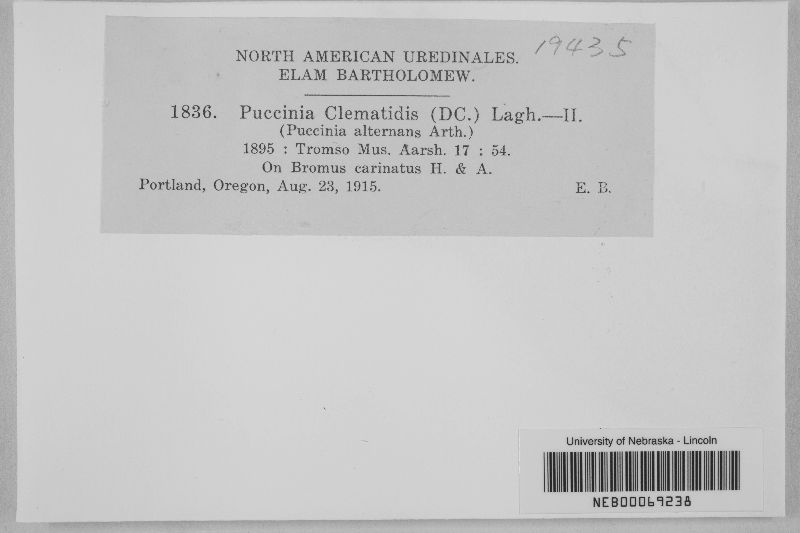 19435
NORTH AMERICAN UREDINALES.
ELAM BARTHOLOMEW.
1836. Puccinia Clematidis (DC.) Lagh.—II.
(Puccinia alternans Arth.)
1895 : Tromso Mus. Aarsh. 17 : 54.
On Bromus carinatus H. & A.
Portland, Oregon, Aug. 23, 1915. E. B.
University of Nebraska - Lincoln
NEB00069238